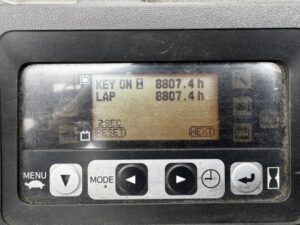 KEY ON 8807.4h
LAP 8807.4h
2SEC
RESET NEXT
MENU
MODE